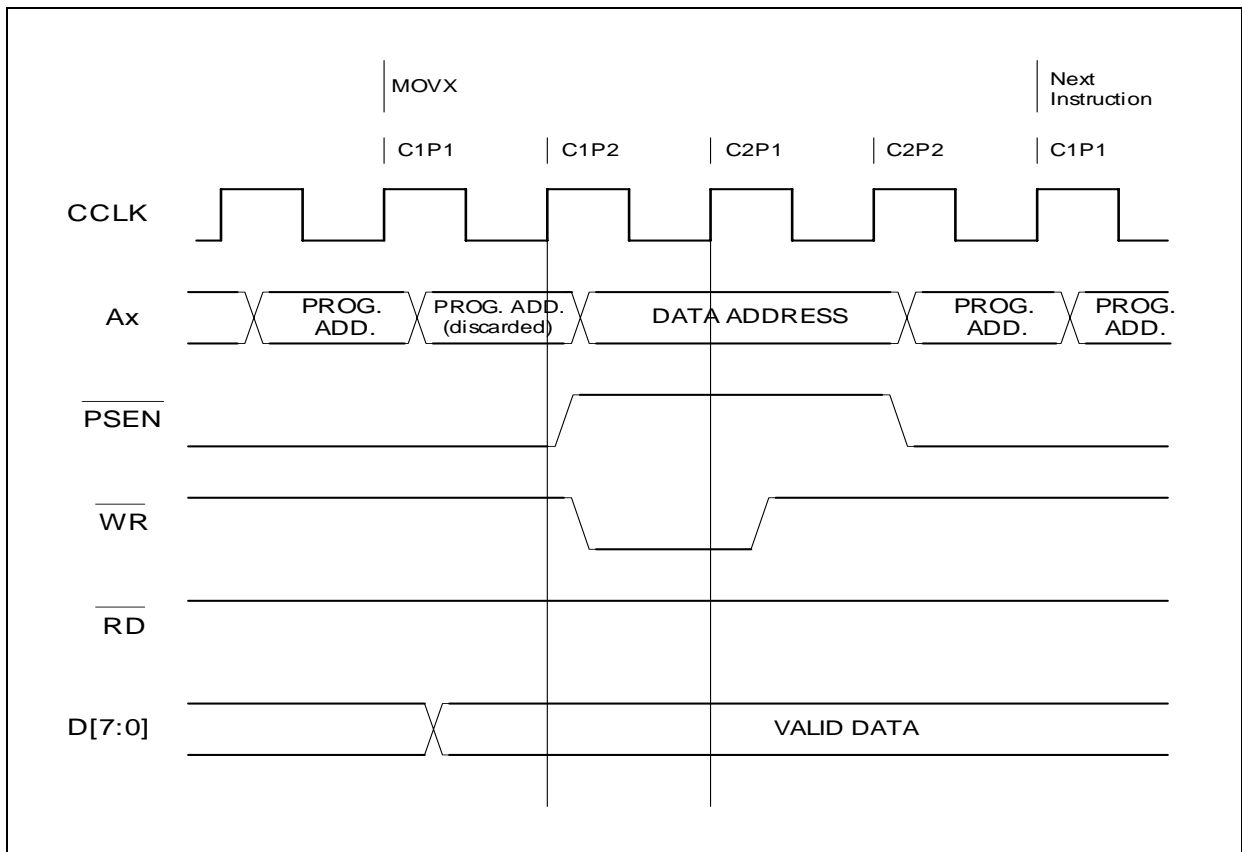 MOVX
Next
Instruction
C1P1
C1P2
C2P1
C2P2
C1P1
CCLK
Ax
PROG.
ADD.
PROG. ADD.
(discarded)
DATA ADDRESS
PROG.
ADD.
PROG.
ADD.
PSEN
WR
RD
D[7:0]
VALID DATA